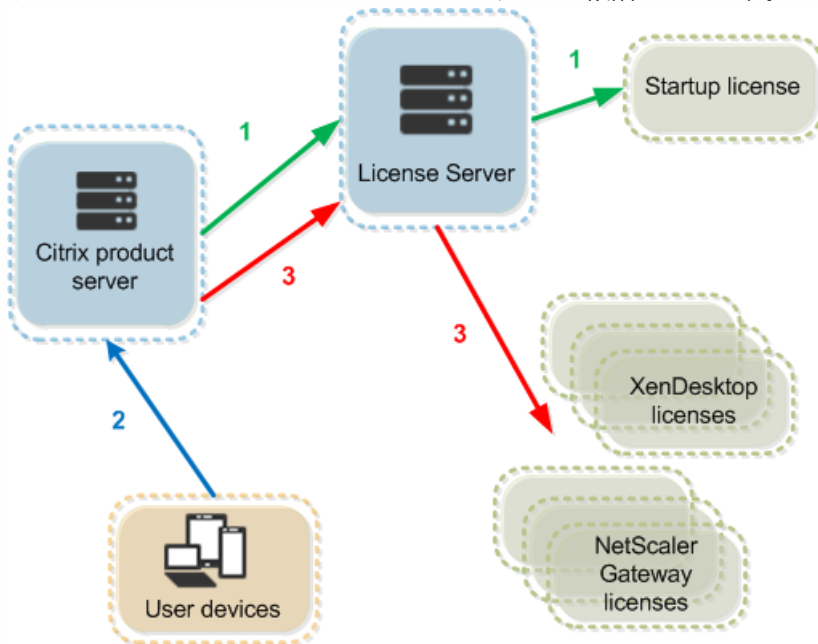 1
1
Startup license
License Server
Citrix product
server
3
3
XenDesktop
licenses
2
NetScaler
Gateway
licenses
User devices